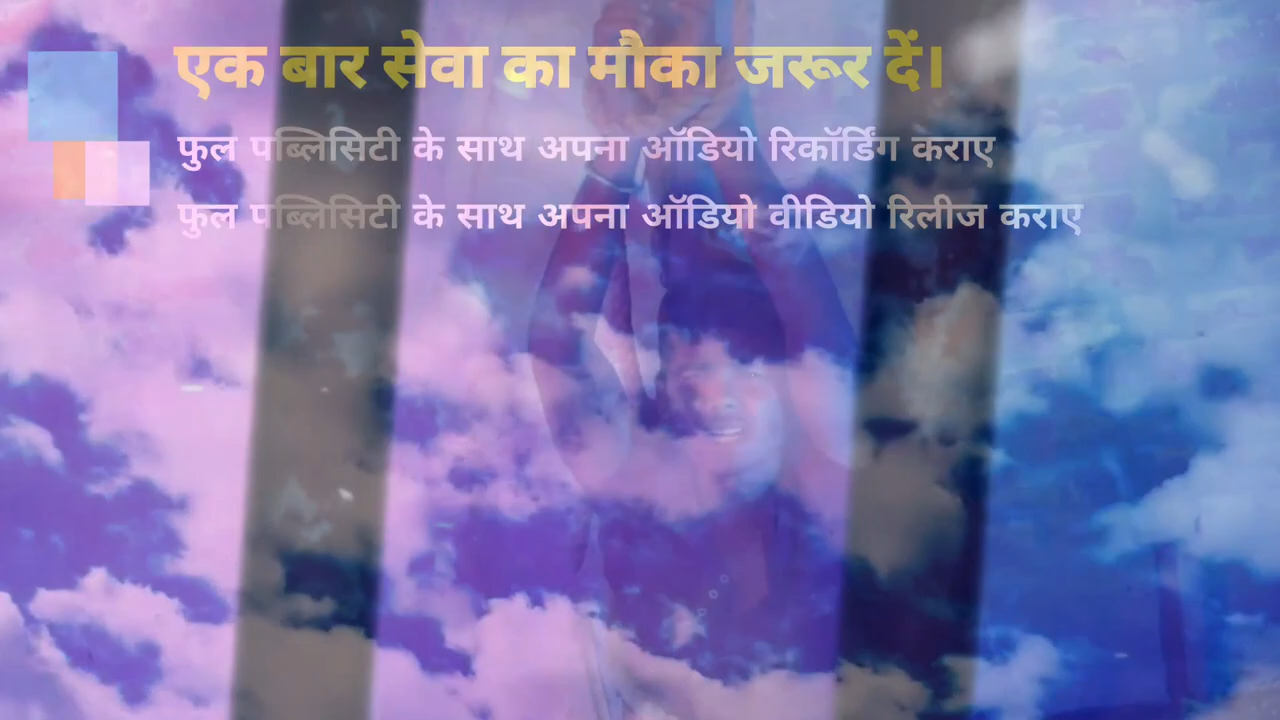 एक बार सेवा का मौका जरूर दें।
फुल पब्लिसिटी के साथ अपना ऑडियो रिकॉर्डिंग कराए
फुल पब्लिसिटी के साथ अपना ऑडियो वीडियो रिलीज कराए